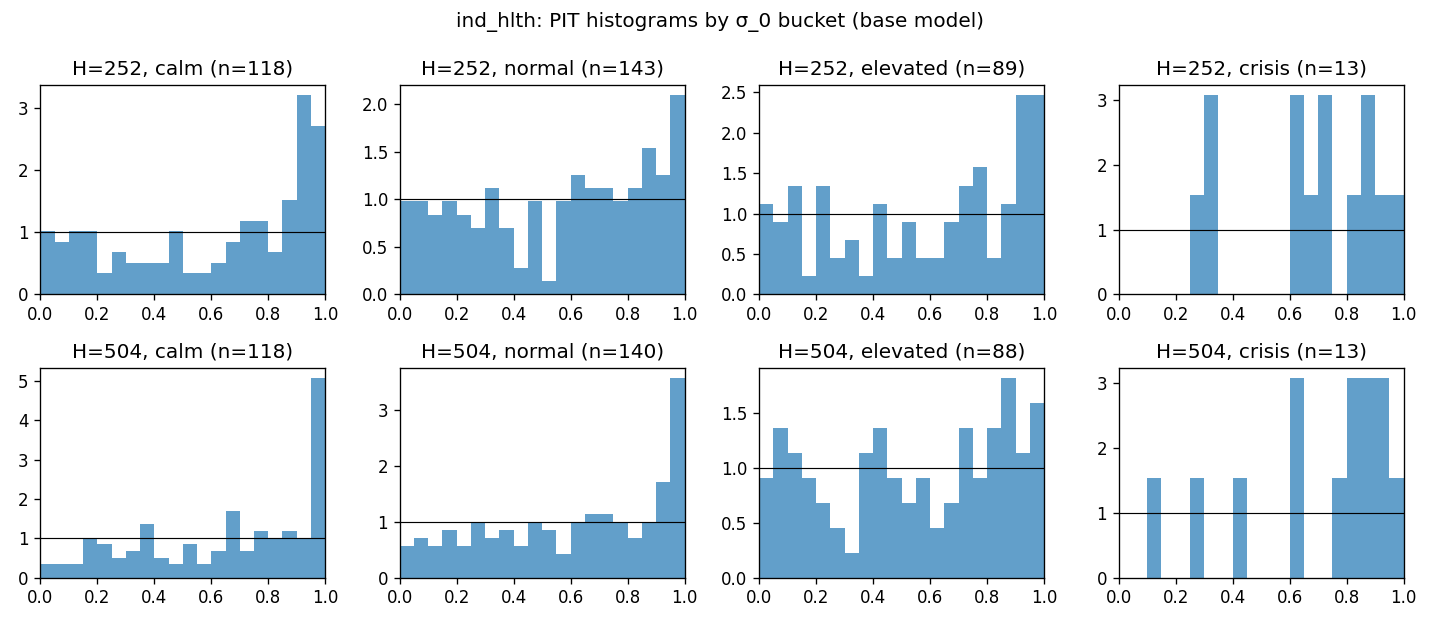 ind_hlth: PIT histograms by σ_0 bucket (base model)
H=252, calm (n=118)
H=252, normal (n=143)
H=252, elevated (n=89)
H=252, crisis (n=13)
3
2
1
0
0.0 0.2 0.4 0.6 0.8 1.0
2.0
1.5
1.0
0.5
0.0
0.0 0.2 0.4 0.6 0.8 1.0
2.5
2.0
1.5
1.0
0.5
0.0
0.0 0.2 0.4 0.6 0.8 1.0
3
2
1
0
0.0 0.2 0.4 0.6 0.8 1.0
H=504, calm (n=118)
H=504, normal (n=140)
H=504, elevated (n=88)
H=504, crisis (n=13)
5
4
3
2
1
0
0.0 0.2 0.4 0.6 0.8 1.0
3
2
1
0
0.0 0.2 0.4 0.6 0.8 1.0
1.5
1.0
0.5
0.0
0.0 0.2 0.4 0.6 0.8 1.0
3
2
1
0
0.0 0.2 0.4 0.6 0.8 1.0